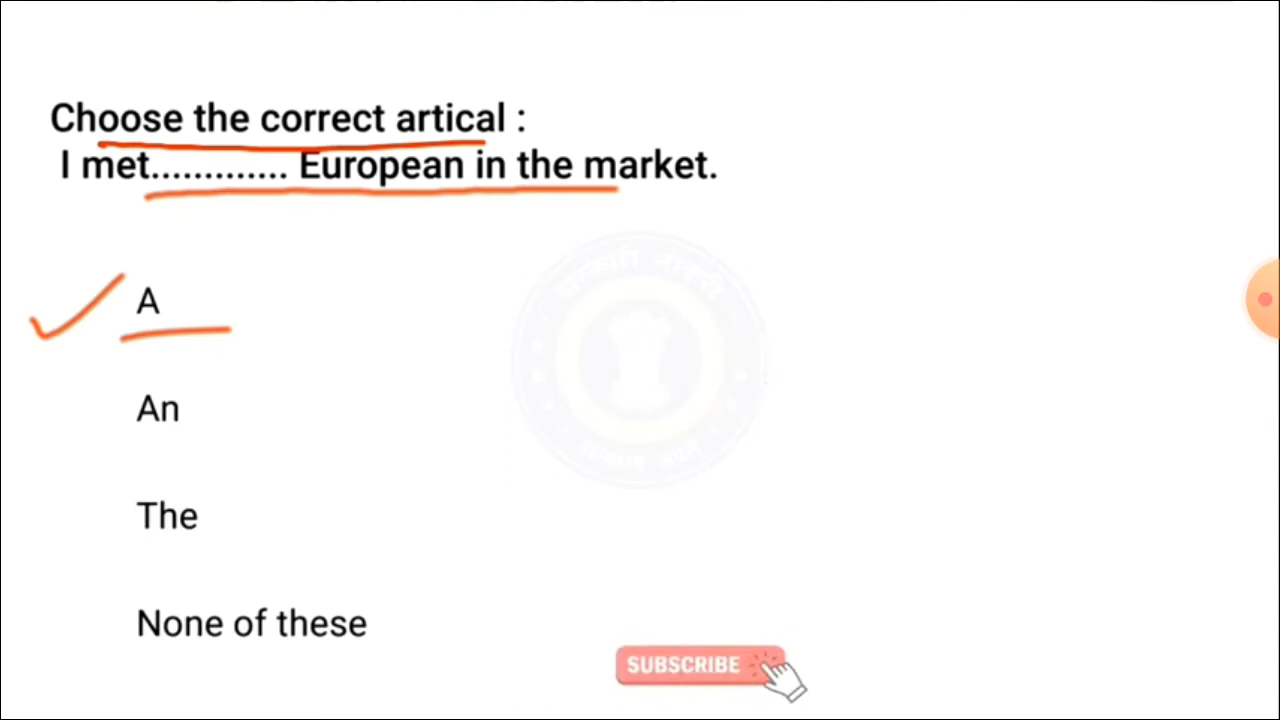 Choose the correct artical :
I met............. European in the market.
A
An
The
None of these
SUBSCRIBE